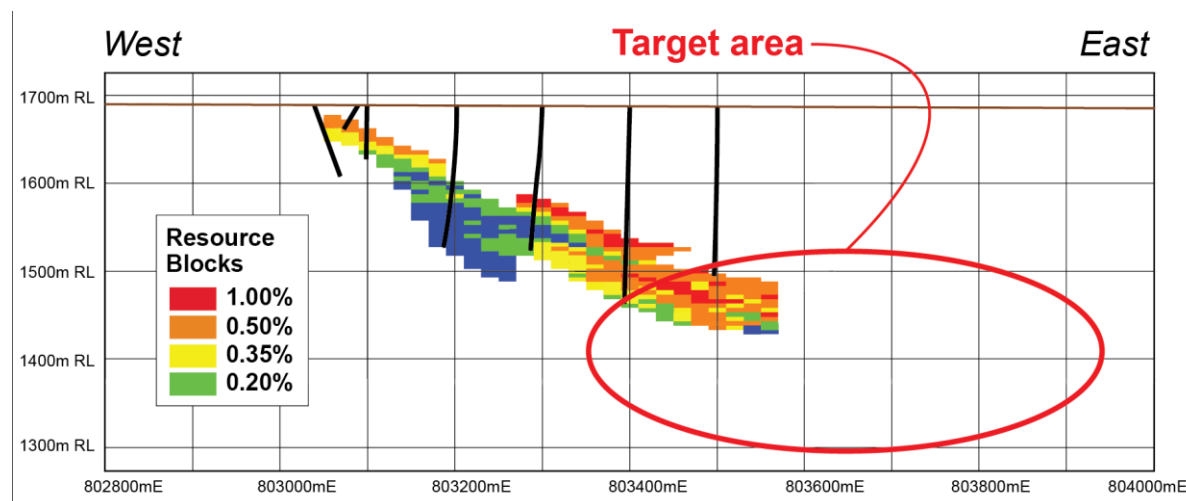 West
Target area
East
1700m RL
1600m RL
1500m RL
1400m RL
1300m RL
Resource
Blocks
1.00%
0.50%
0.35%
0.20%
802800mE
803000mE
803200mE
803400mE
803600mE
803800mE
804000mE